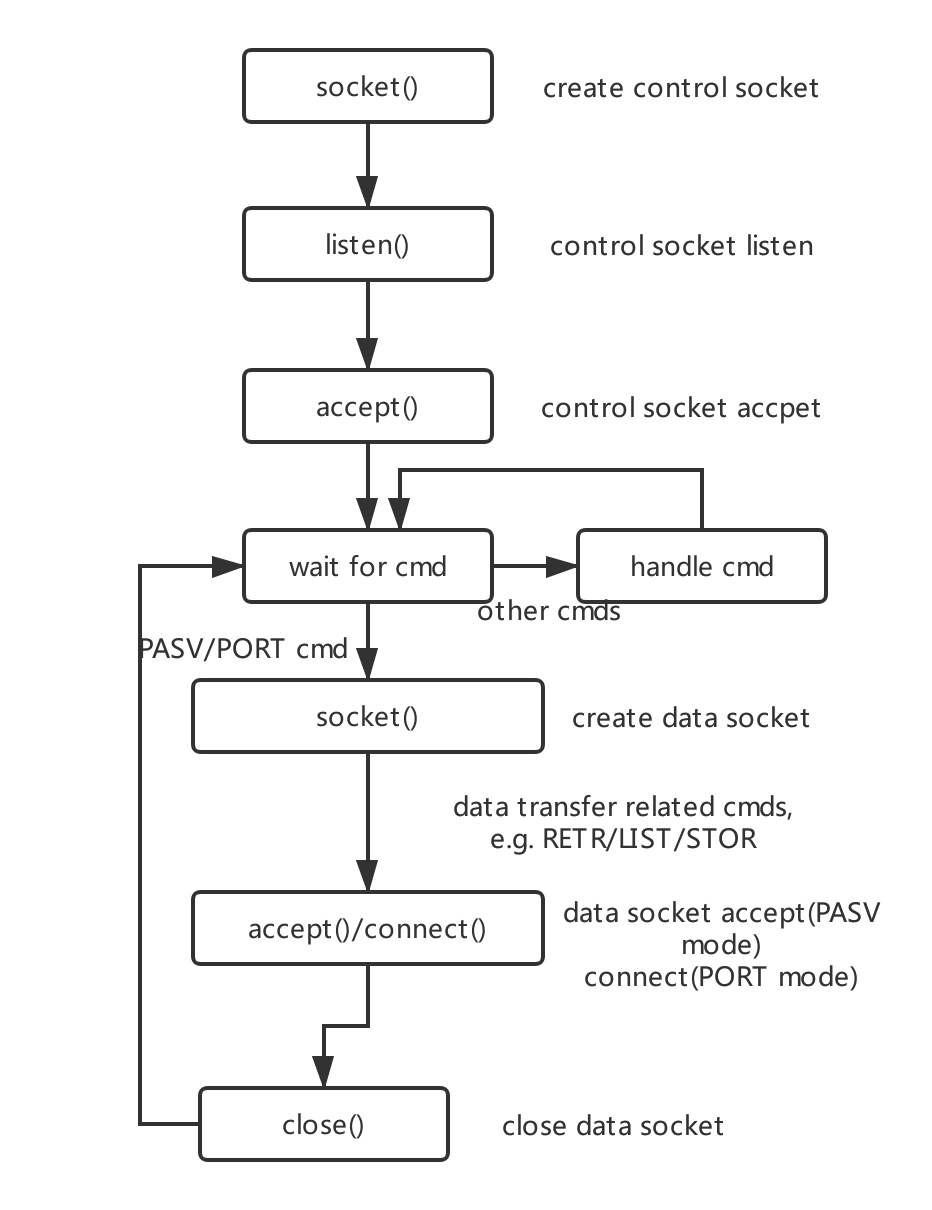 socket()
create control socket
listen()
control socket listen
accept()
control socket accpet
wait for cmd
handle cmd
other cmds
PASV/PORT cmd
socket()
create data socket
data transfer related cmds,
e.g. RETR/LIST/STOR
accept()/connect()
data socket accept(PASV
mode)
connect(PORT mode)
close()
close data socket